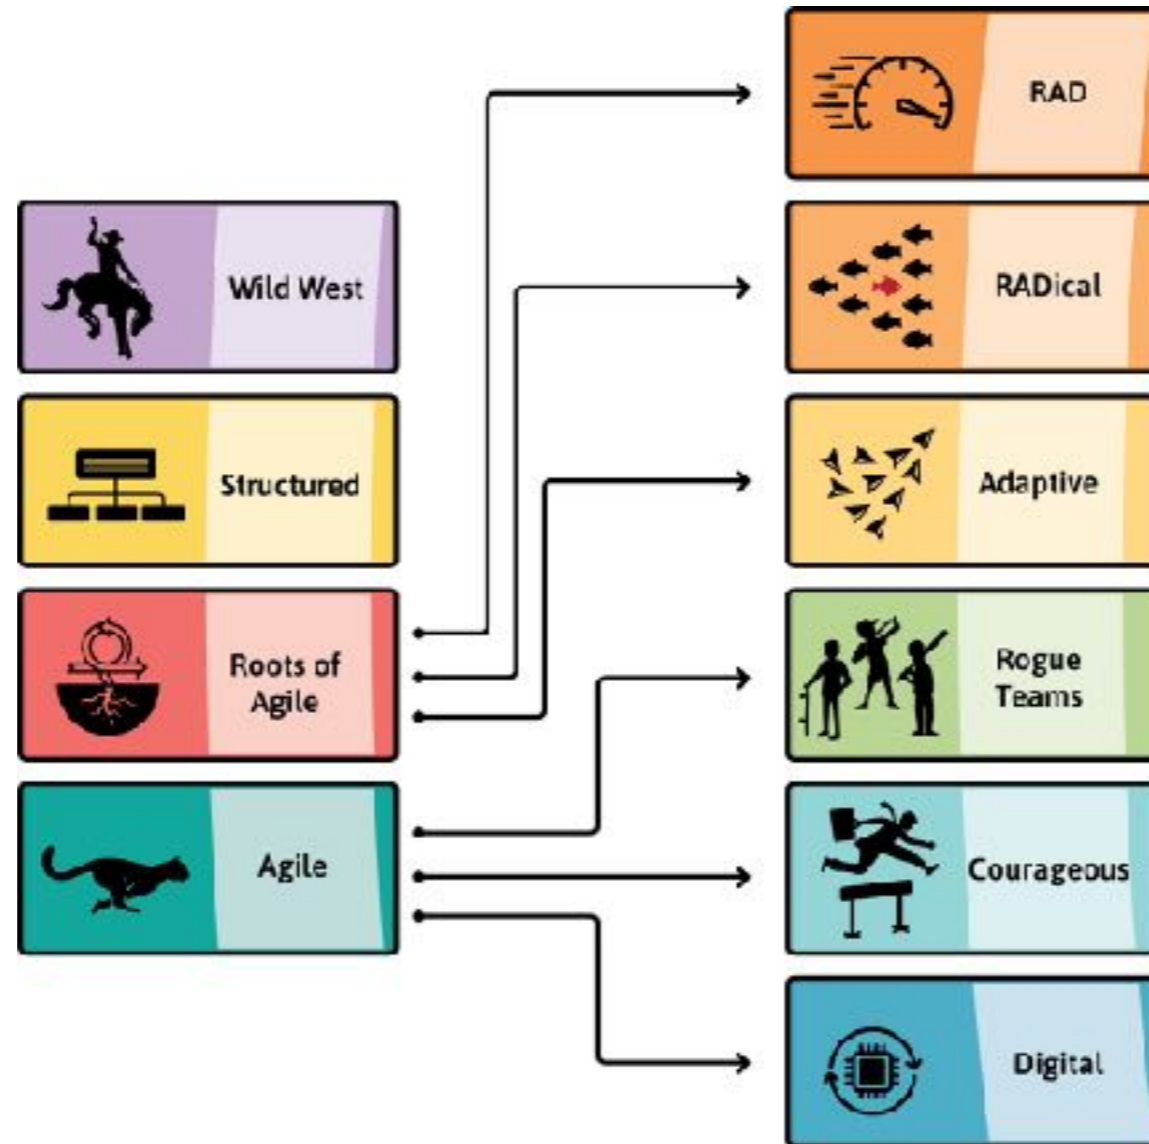 Wild West
Structured
Roots of
Agile
Agile
RAD
RADical
Adaptive
Rogue
Teams
Courageous
Digital